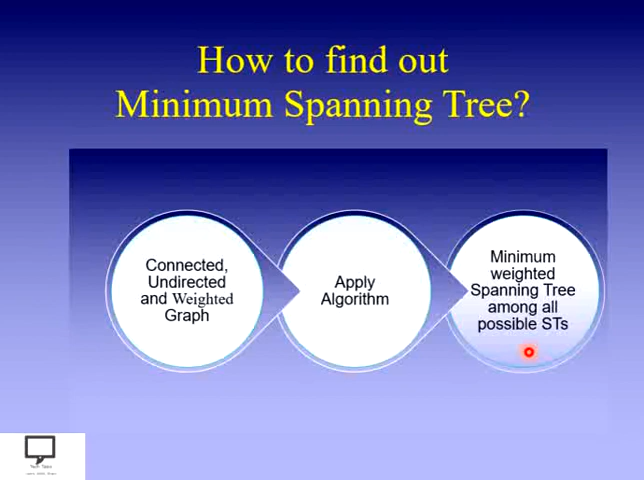 How to find out
Minimum Spanning Tree?
Connected,
Undirected
and Weighted
Graph
Apply
Algorithm
Minimum
weighted
Spanning Tree
among all
possible STs